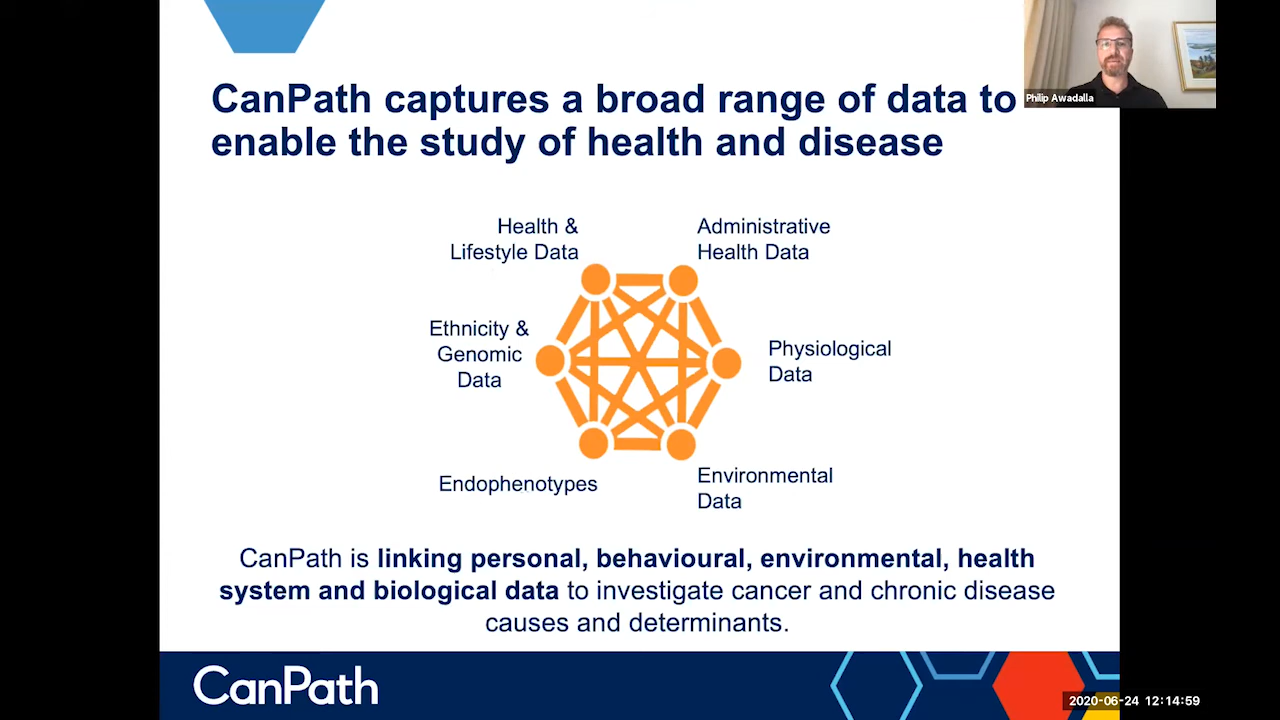 CanPath captures a broad range of data to
enable the study of health and disease
Philip Awadalla
Health &
Lifestyle Data
Administrative
Health Data
Ethnicity &
Genomic
Data
Physiological
Data
Endophenotypes
Environmental
Data
CanPath is linking personal, behavioural, environmental, health
system and biological data to investigate cancer and chronic disease
causes and determinants.
CanPath
2020-06-24 12:14:59